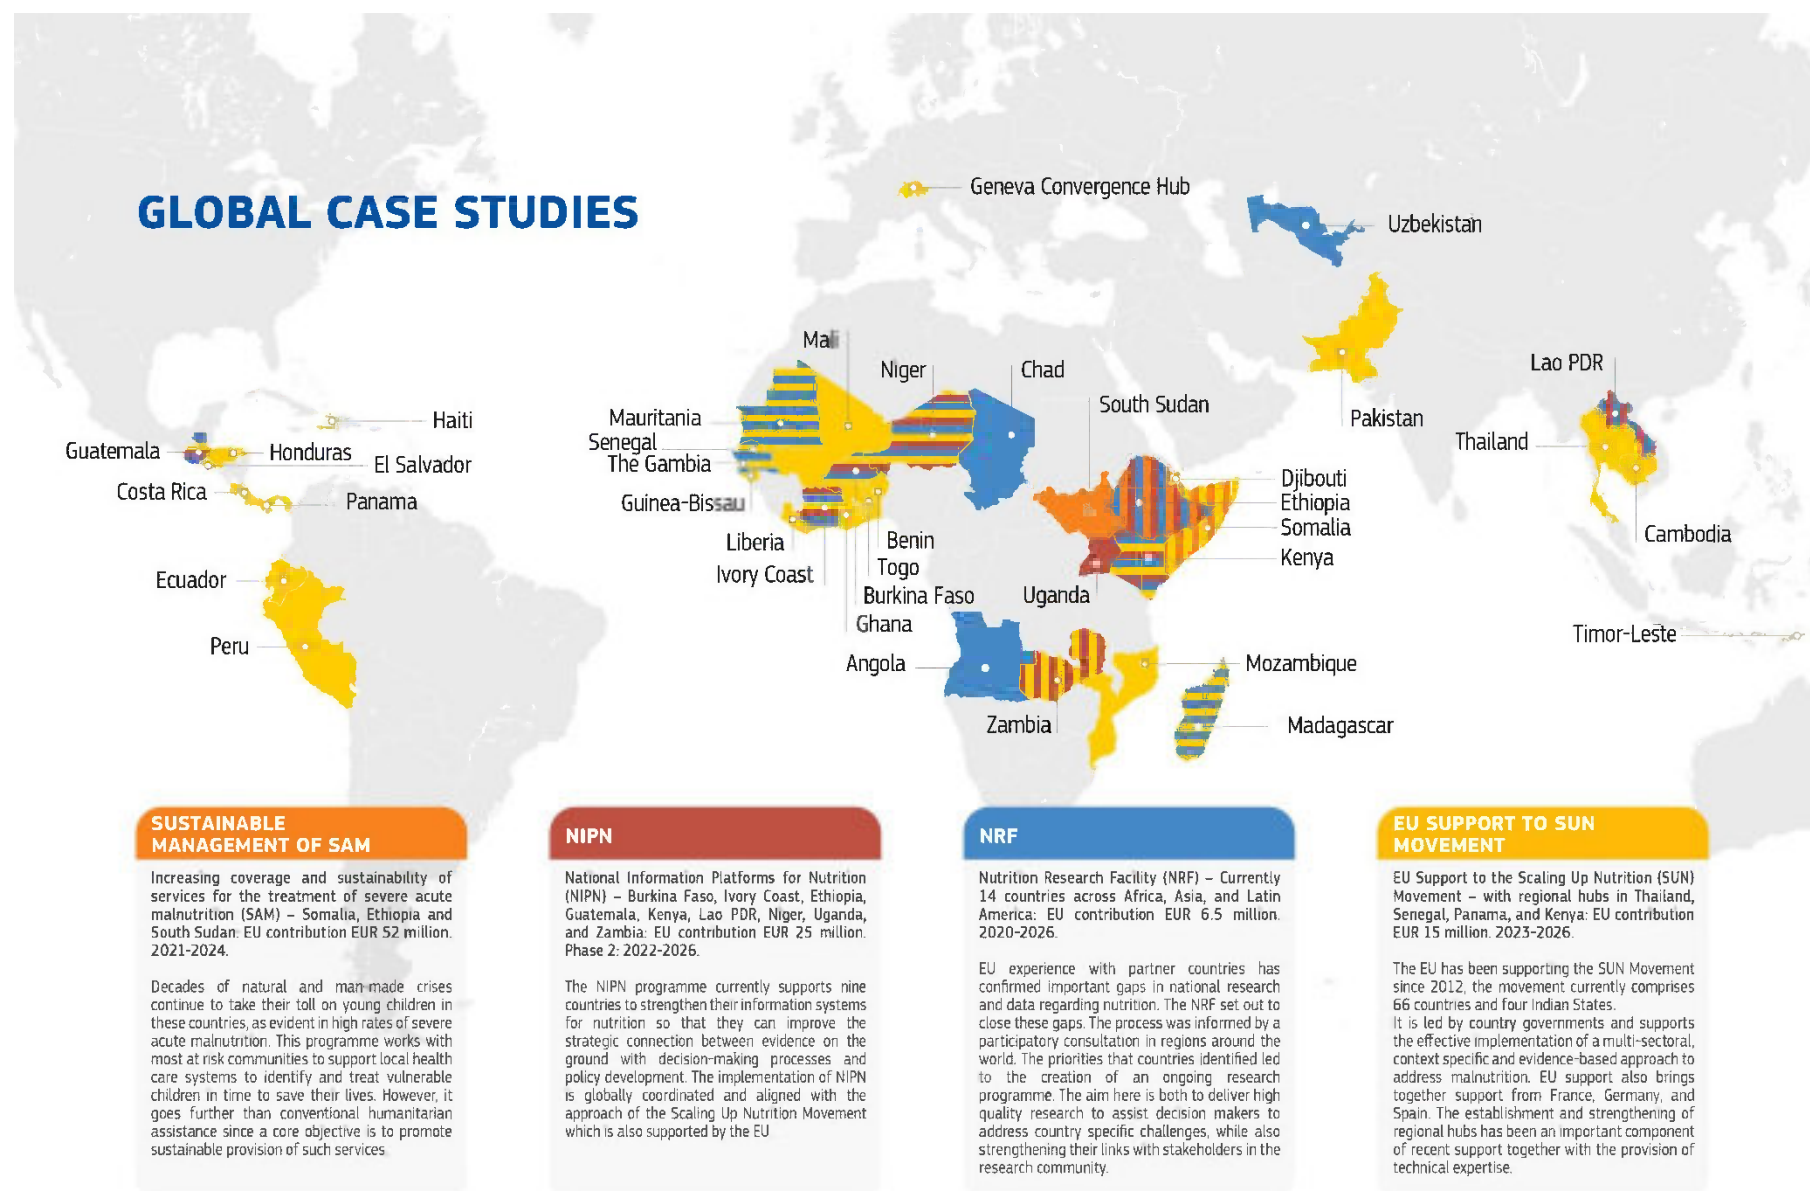 GLOBAL CASE STUDIES
Geneva Convergence Hub
Uzbekistan
Mali
Niger
Chad
South Sudan
Lao PDR
Pakistan
Thailand
Cambodia
Timor-Leste
Haiti
Guatemala
Honduras
El Salvador
Costa Rica
Panama
Ecuador
Peru
Mauritania
Senegal
The Gambia
Guinea-Bissau
Liberia
Ivory Coast
Benin
Togo
Burkina Faso
Ghana
Uganda
Djibouti
Ethiopia
Somalia
Kenya
Angola
Zambia
Mozambique
Madagascar
SUSTAINABLE
MANAGEMENT OF SAM
Increasing coverage and sustainability of
services for the treatment of severe acute
malnutrition (SAM) – Somalia, Ethiopia and
South Sudan: EU contribution EUR 52 million.
2021-2024.
Decades of natural and man-made crises
continue to take their toll on young children in
these countries, as evident in high rates of severe
acute malnutrition. This programme works with
most at risk communities to support local health
care systems to identify and treat vulnerable
children in time to save their lives. However, it
goes further than conventional humanitarian
assistance since a core objective is to promote
sustainable provision of such services.
NIPN
National Information Platforms for Nutrition
(NIPN) – Burkina Faso, Ivory Coast, Ethiopia,
Guatemala, Kenya, Lao PDR, Niger, Uganda,
and Zambia: EU contribution EUR 25 million.
Phase 2: 2022-2026.
The NIPN programme currently supports nine
countries to strengthen their information systems
for nutrition so that they can improve the
strategic connection between evidence on the
ground with decision-making processes and
policy development. The implementation of NIPN
is globally coordinated and aligned with the
approach of the Scaling Up Nutrition Movement
which is also supported by the EU
NRF
Nutrition Research Facility (NRF) – Currently
14 countries across Africa, Asia, and Latin
America: EU contribution EUR 6.5 million.
2020-2026.
EU experience with partner countries has
confirmed important gaps in national research
and data regarding nutrition. The NRF set out to
close these gaps. The process was informed by a
participatory consultation in regions around the
world. The priorities that countries identified led
to the creation of an ongoing research
programme. The aim here is both to deliver high
quality research to assist decision makers to
address country specific challenges, while also
strengthening their links with stakeholders in the
research community.
EU SUPPORT TO SUN
MOVEMENT
EU Support to the Scaling Up Nutrition (SUN)
Movement – with regional hubs in Thailand,
Senegal, Panama, and Kenya: EU contribution
EUR 15 million. 2023-2026.
The EU has been supporting the SUN Movement
since 2012, the movement currently comprises
66 countries and four Indian States.
It is led by country governments and supports
the effective implementation of a multi-sectoral,
context specific and evidence-based approach to
address malnutrition. EU support also brings
together support from France, Germany, and
Spain. The establishment and strengthening of
regional hubs has been an important component
of recent support together with the provision of
technical expertise.